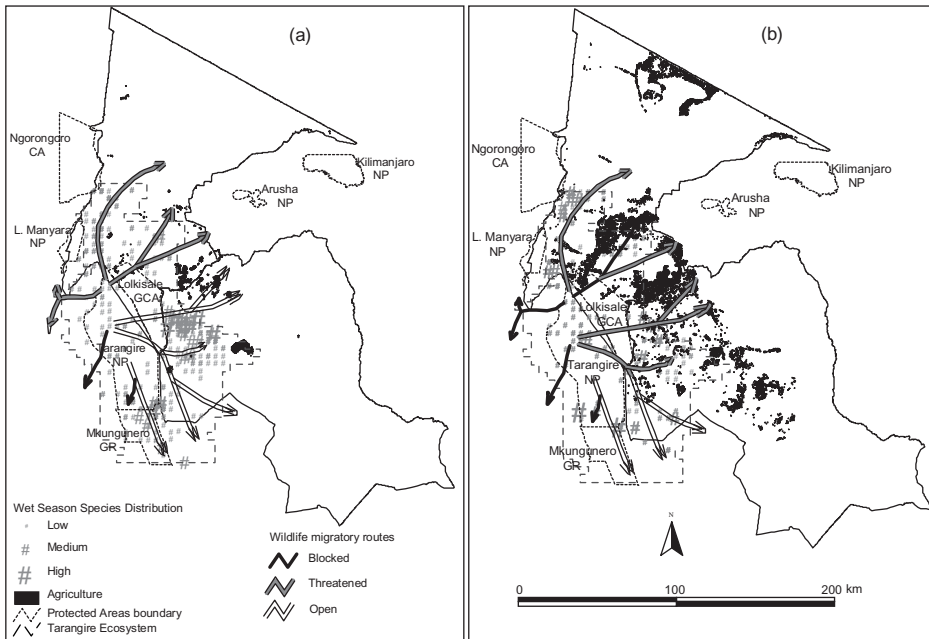 (a)
Ngorongoro
CA
Kilimanjaro
NP
Arusha
NP
L. Manyara
NP
Lolkisale
GCA
Tarangire
NP
Mkungunero
GR
Wet Season Species Distribution
Low
Medium
High
Agriculture
Protected Areas boundary
Tarangire Ecosystem
Wildlife migratory routes
Blocked
Threatened
Open
(b)
Ngorongoro
CA
Kilimanjaro
NP
Arusha
NP
L. Manyara
NP
Lolkisale
GCA
Tarangire
NP
Mkungunero
GR
N
0 100 200 km